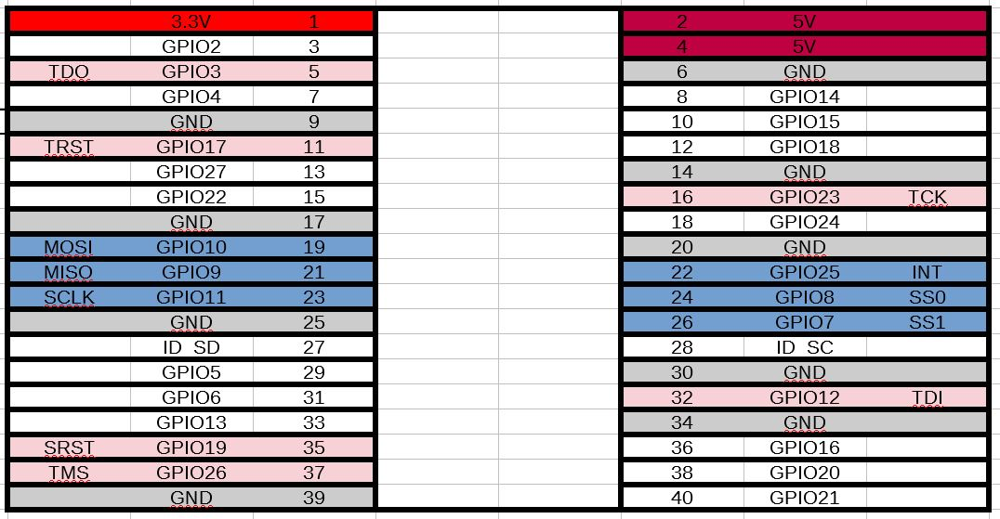 3.3V 1 2 5V
GPIO2 3 4 5V
TDO GPIO3 5 6 GND
GPIO4 7 8 GPIO14
GND 9 10 GPIO15
TRST GPIO17 11 12 GPIO18
GPIO27 13 14 GND
GPIO22 15 16 GPIO23 TCK
GND 17 18 GPIO24
MOSI GPIO10 19 20 GND
MISO GPIO9 21 22 GPIO25 INT
SCLK GPIO11 23 24 GPIO8 SS0
GND 25 26 GPIO7 SS1
ID_SD 27 28 ID_SC
GPIO5 29 30 GND
GPIO6 31 32 GPIO12 TDI
GPIO13 33 34 GND
SRST GPIO19 35 36 GPIO16
TMS GPIO26 37 38 GPIO20
GND 39 40 GPIO21